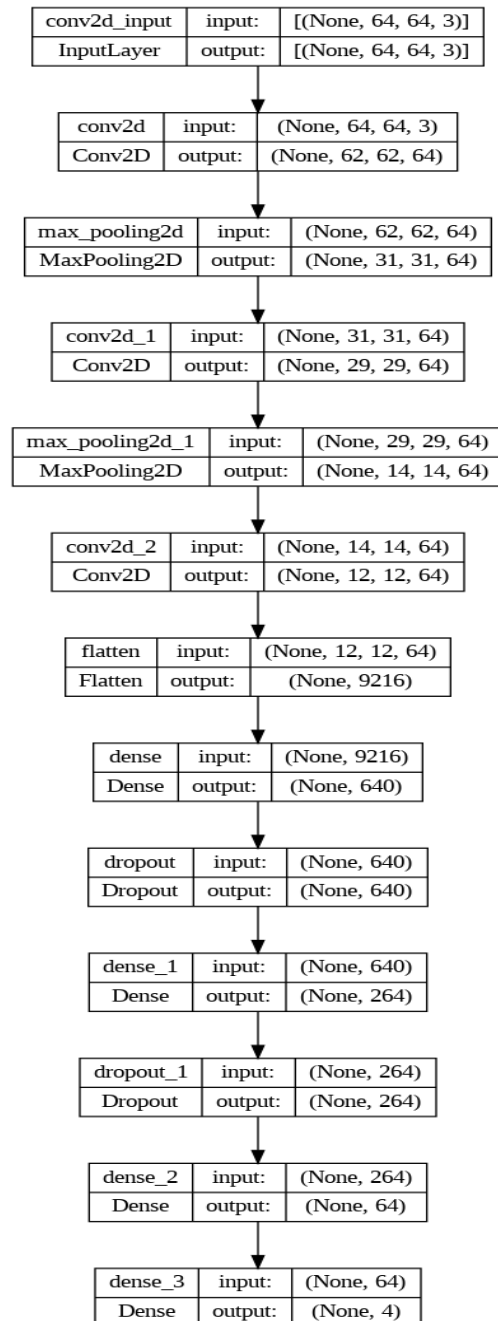 conv2d_input input: [(None, 64, 64, 3)]
InputLayer output: [(None, 64, 64, 3)]
conv2d input: (None, 64, 64, 3)
Conv2D output: (None, 62, 62, 64)
max_pooling2d input: (None, 62, 62, 64)
MaxPooling2D output: (None, 31, 31, 64)
conv2d_1 input: (None, 31, 31, 64)
Conv2D output: (None, 29, 29, 64)
max_pooling2d_1 input: (None, 29, 29, 64)
MaxPooling2D output: (None, 14, 14, 64)
conv2d_2 input: (None, 14, 14, 64)
Conv2D output: (None, 12, 12, 64)
flatten input: (None, 12, 12, 64)
Flatten output: (None, 9216)
dense input: (None, 9216)
Dense output: (None, 640)
dropout input: (None, 640)
Dropout output: (None, 640)
dense_1 input: (None, 640)
Dense output: (None, 264)
dropout_1 input: (None, 264)
Dropout output: (None, 264)
dense_2 input: (None, 264)
Dense output: (None, 64)
dense_3 input: (None, 64)
Dense output: (None, 4)